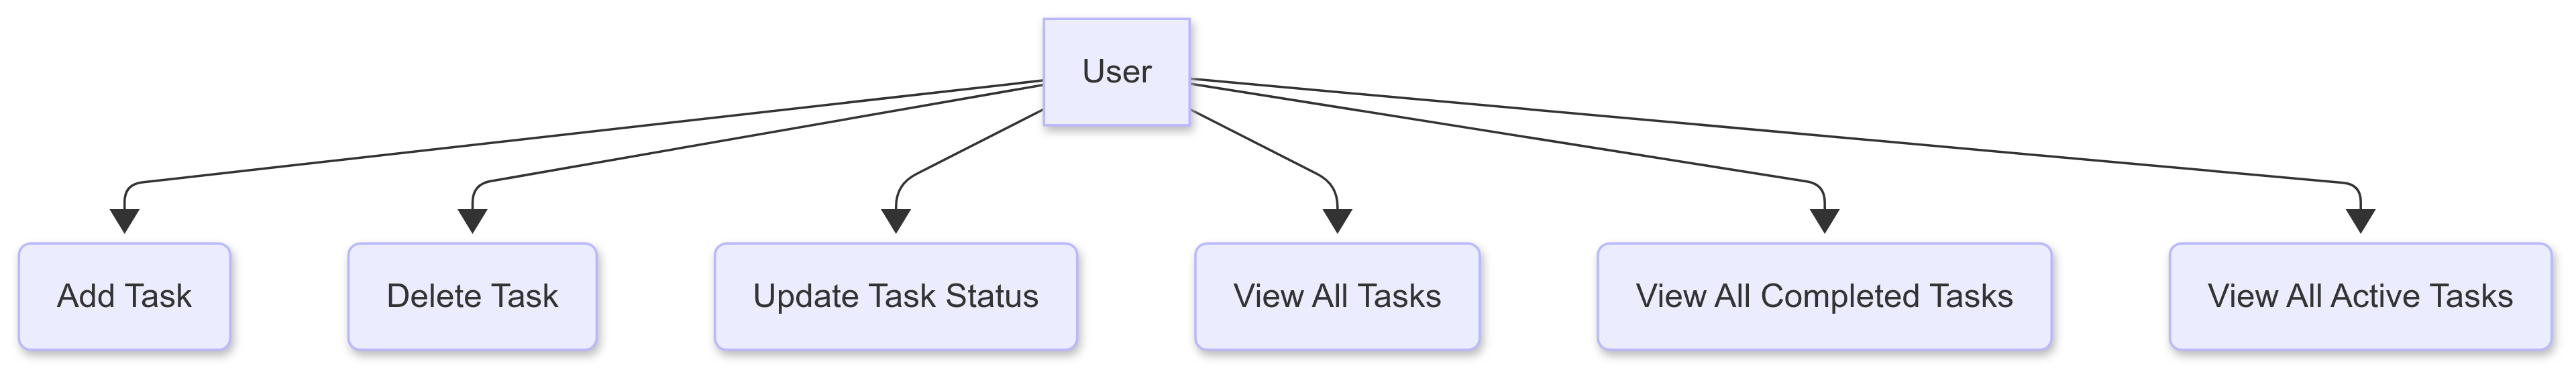 User
Add Task
Delete Task
Update Task Status
View All Tasks
View All Completed Tasks
View All Active Tasks